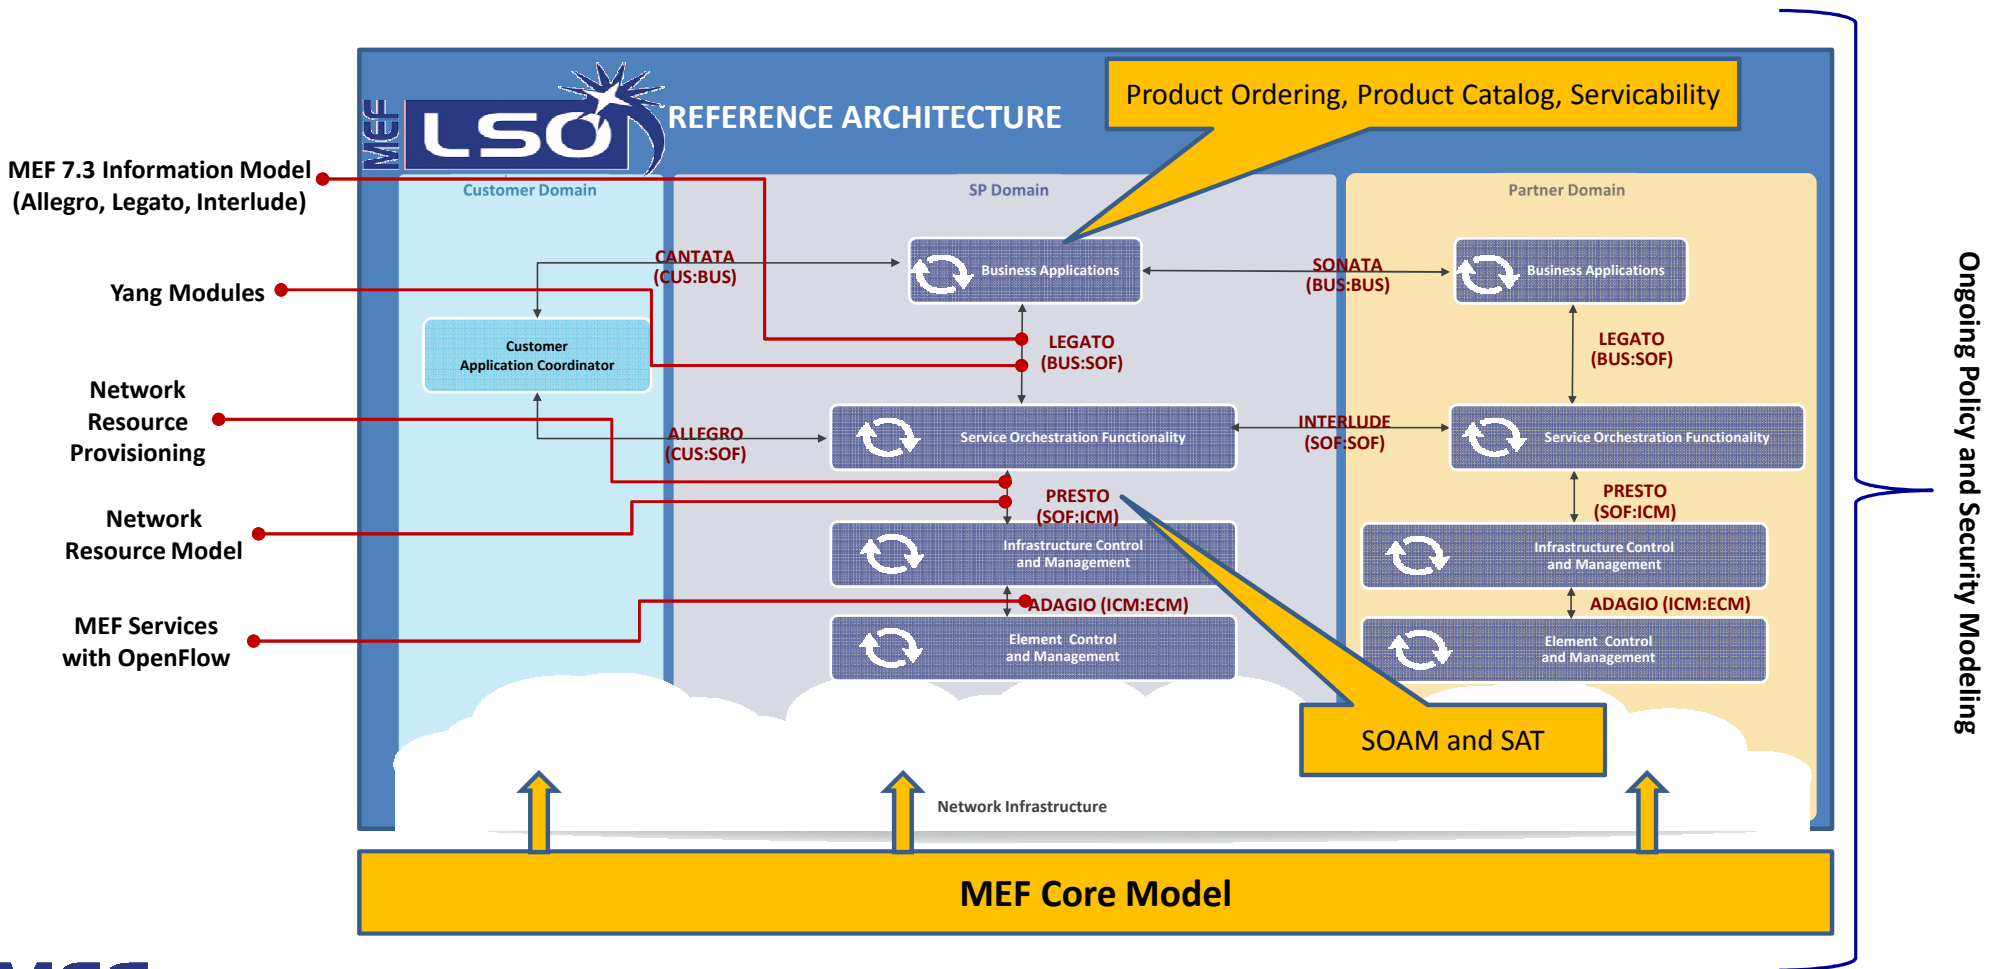 MEF
LSO
REFERENCE ARCHITECTURE
Product Ordering, Product Catalog, Servicability
MEF 7.3 Information Model
(Allegro, Legato, Interlude)
Yang Modules
Network
Resource
Provisioning
Network
Resource Model
MEF Services
with OpenFlow
Customer Domain
SP Domain
Partner Domain
CANTATA
(CUS:BUS)
Business Applications
SONATA
(BUS:BUS)
Business Applications
Customer
Application Coordinator
LEGATO
(BUS:SOF)
LEGATO
(BUS:SOF)
ALLEGRO
(CUS:SOF)
Service Orchestration Functionality
INTERLUDE
(SOF:SOF)
Service Orchestration Functionality
PRESTO
(SOF:ICM)
PRESTO
(SOF:ICM)
Infrastructure Control
and Management
Infrastructure Control
and Management
ADAGIO (ICM:ECM)
ADAGIO (ICM:ECM)
Element Control
and Management
Element Control
and Management
SOAM and SAT
Network Infrastructure
MEF Core Model
Ongoing Policy and Security Modeling